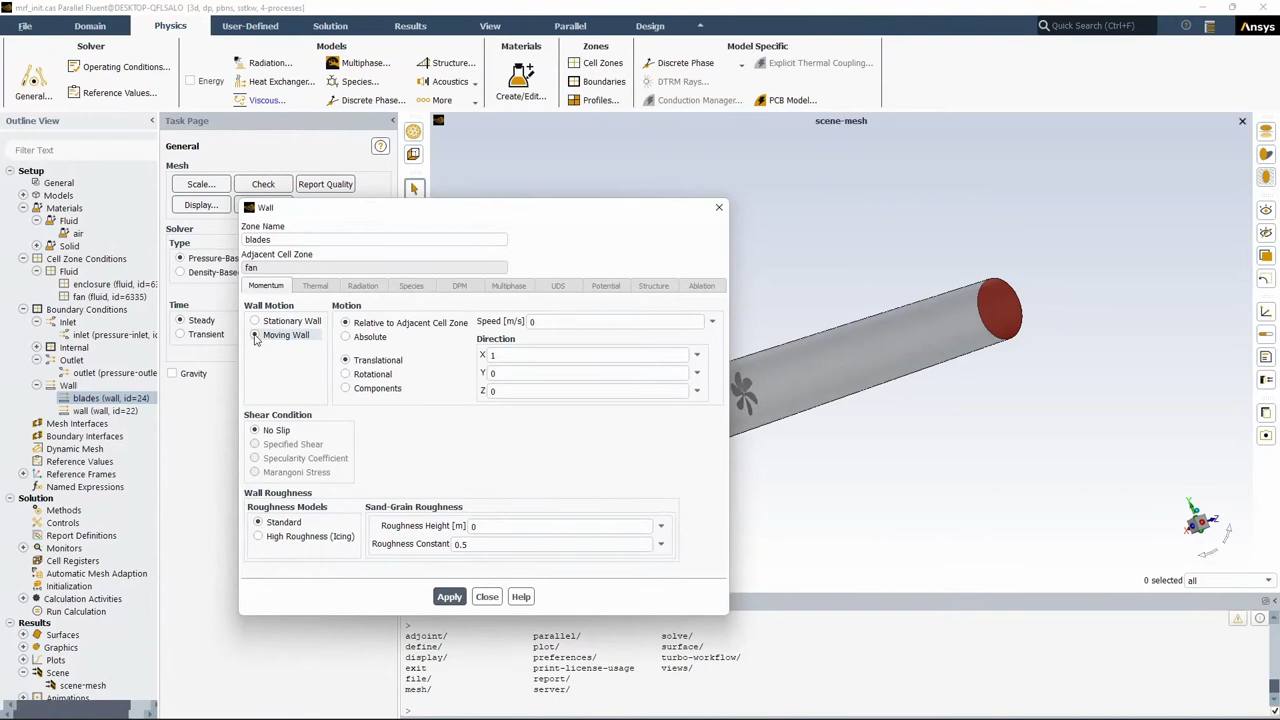 mrf_init.cas Parallel Fluent@DESKTOP-QFLSALO [3d, dp, pbns, sstkw, 4-processes]
File Domain Physics User-Defined Solution Results View Parallel Design Quick Search (Ctrl+F) Ansys
Solver Models Materials Zones Model Specific
Operating Conditions... Radiation... Multiphase... Structure... Cell Zones Discrete Phase Explicit Thermal Coupling...
Energy Heat Exchanger... Species... Acoustics Boundaries DTRM Rays...
General... Reference Values... Viscous... Discrete Phase... More Create/Edit... Profiles... Conduction Manager... PCB Model...
Outline View < Task Page < scene-mesh
Filter Text
Setup
General
Models
Materials
Fluid
air
Solid
Cell Zone Conditions
Fluid
enclosure (fluid, id=6
fan (fluid, id=6335)
Boundary Conditions
Inlet
inlet (pressure-inlet, i
Internal
Outlet
outlet (pressure-outle
Wall
blades (wall, id=24)
wall (wall, id=22)
Mesh Interfaces
Boundary Interfaces
Dynamic Mesh
Reference Values
Reference Frames
Named Expressions
Solution
Methods
Controls
Report Definitions
Monitors
Cell Registers
Automatic Mesh Adaption
Initialization
Calculation Activities
Run Calculation
Results
Surfaces
Graphics
Plots
Scene
scene-mesh
Animations
General
Mesh
Scale... Check Report Quality
Display...
Solver
Type
Pressure-Bas
Density-Base
Time
Steady
Transient
Gravity
Wall
Zone Name
blades
Adjacent Cell Zone
fan
Momentum Thermal Radiation Species DPM Multiphase UDS Potential Structure Ablation
Wall Motion
Stationary Wall
Moving Wall
Motion
Relative to Adjacent Cell Zone
Absolute
Translational
Rotational
Components
Speed [m/s] 0
Direction
X 1
Y 0
Z 0
Shear Condition
No Slip
Specified Shear
Specularity Coefficient
Marangoni Stress
Wall Roughness
Roughness Models
Standard
High Roughness (Icing)
Sand-Grain Roughness
Roughness Height [m] 0
Roughness Constant 0.5
Apply Close Help
0 selected all
>
adjoint/ parallel/ solve/
define/ plot/ surface/
display/ preferences/ turbo-workflow/
exit print-license-usage views/
file/ report/
mesh/ server/
>